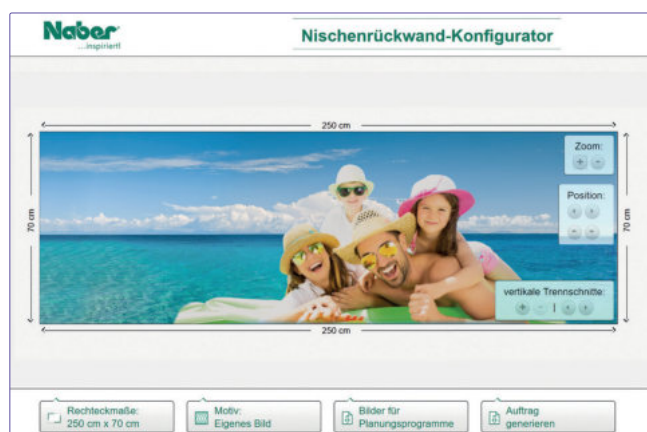 Naber®
...inspiriert!
Nischenrückwand-Konfigurator
250 cm
70 cm
Zoom:
Position:
70 cm
vertikale Trennschnitte:
250 cm
Rechteckmaße:
250 cm x 70 cm
Motiv:
Eigenes Bild
Bilder für
Planungsprogramme
Auftrag
generieren